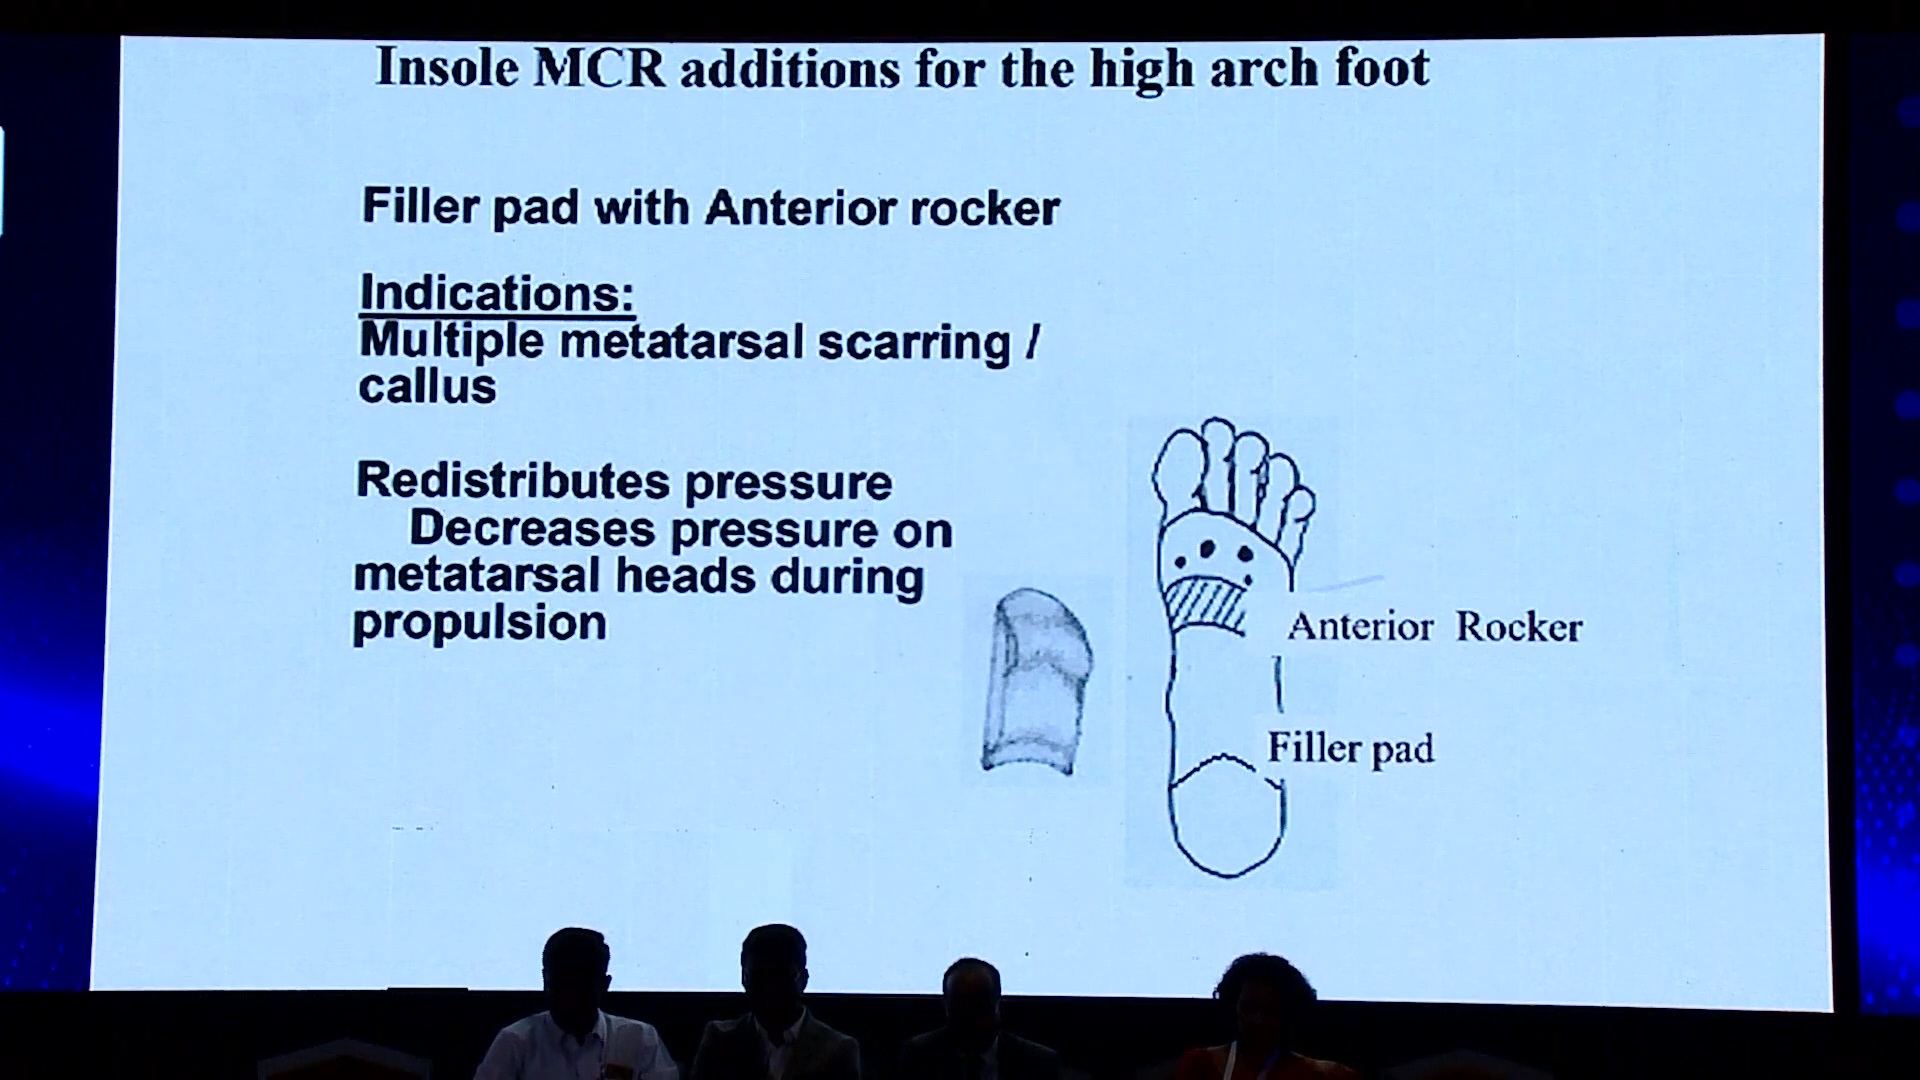 Insole MCR additions for the high arch foot
Filler pad with Anterior rocker
Indications:
Multiple metatarsal scarring /
callus
Redistributes pressure
Decreases pressure on
metatarsal heads during
propulsion
Anterior Rocker
Filler pad